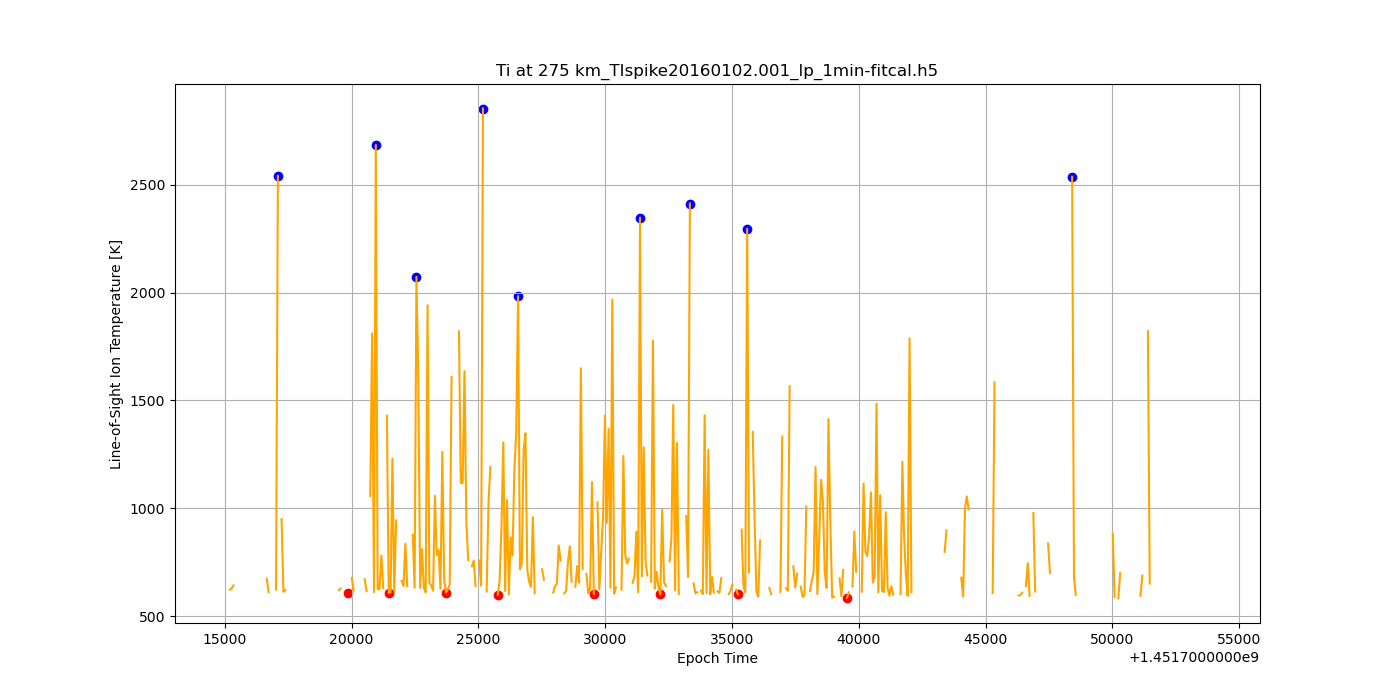 Ti at 275 km_TIspike20160102.001_lp_1min-fitcal.h5
Line-of-Sight Ion Temperature [K]
2500
2000
1500
1000
500
15000 20000 25000 30000 35000 40000 45000 50000 55000
Epoch Time
+1.4517000000e9